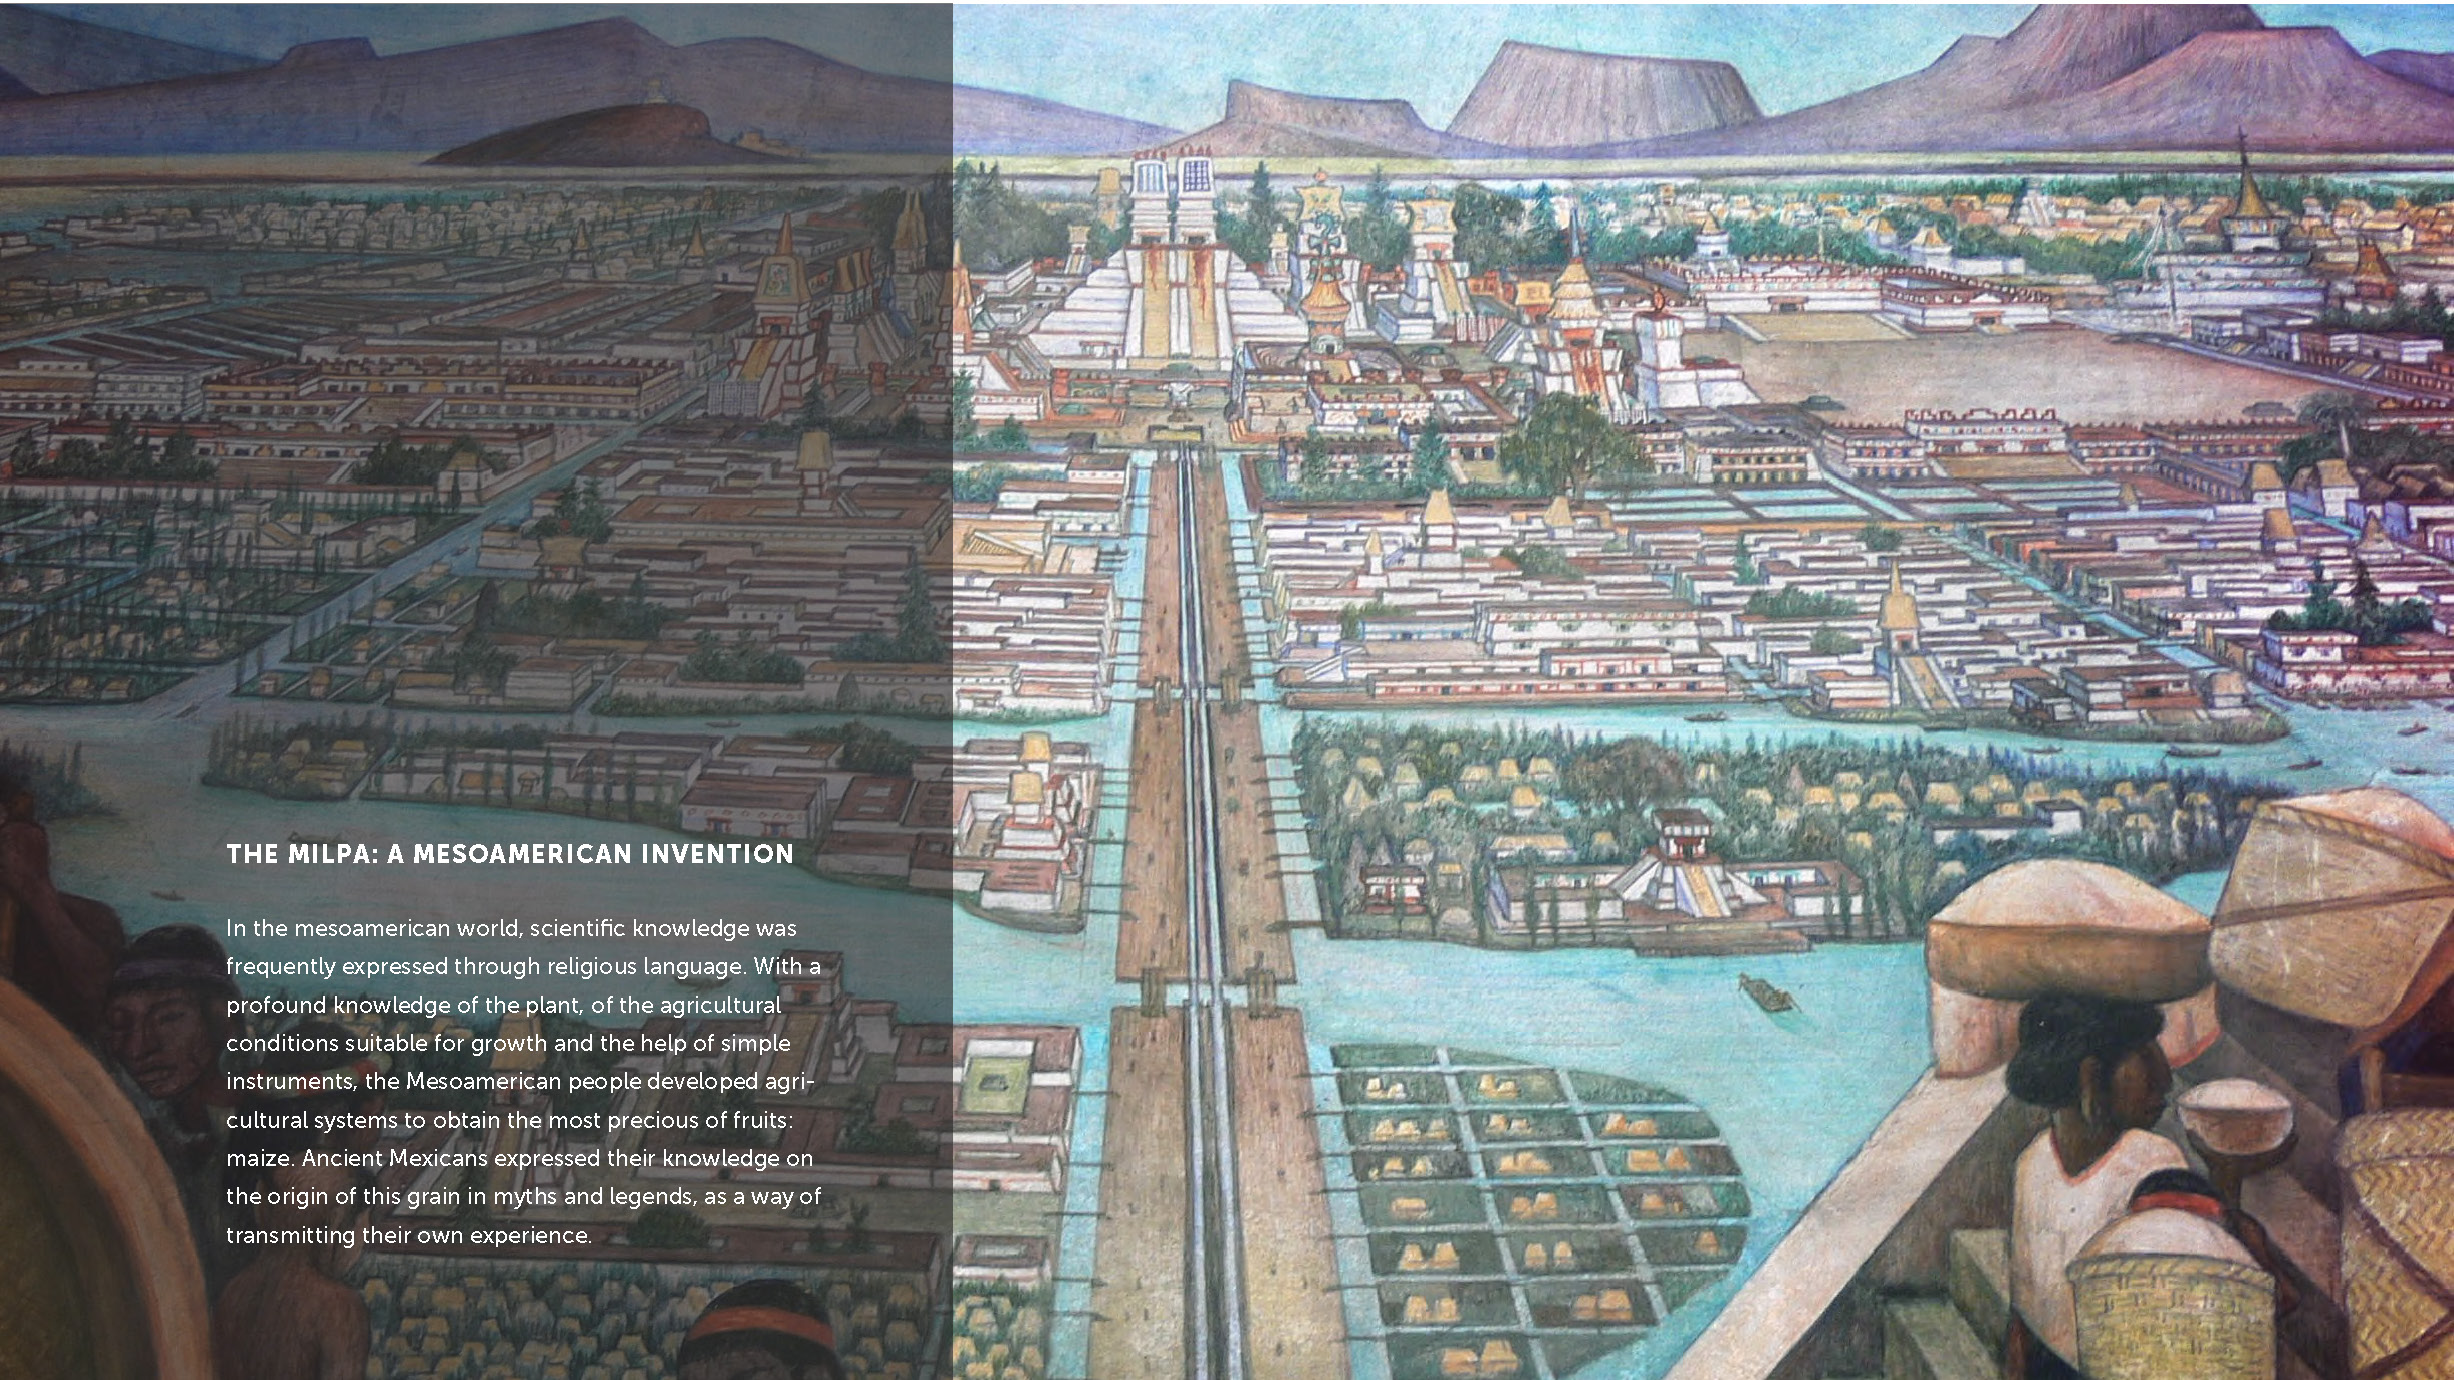 THE MILPA: A MESOAMERICAN INVENTION
In the mesoamerican world, scientific knowledge was
frequently expressed through religious language. With a
profound knowledge of the plant, of the agricultural
conditions suitable for growth and the help of simple
instruments, the Mesoamerican people developed agri-
cultural systems to obtain the most precious of fruits:
maize. Ancient Mexicans expressed their knowledge on
the origin of this grain in myths and legends, as a way of
transmitting their own experience.